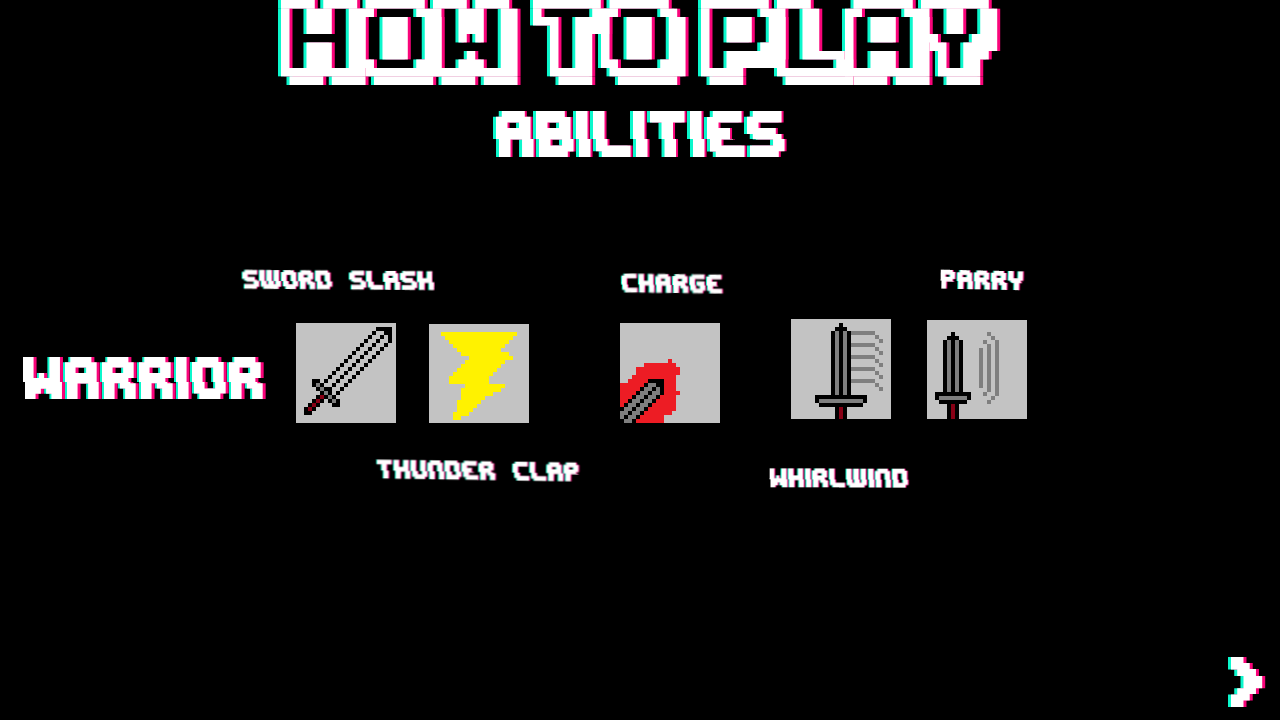 HOW TO PLAY
ABILITIES
SWORD SLASH
CHARGE
PARRY
WARRIOR
THUNDER CLAP
WHIRLWIND